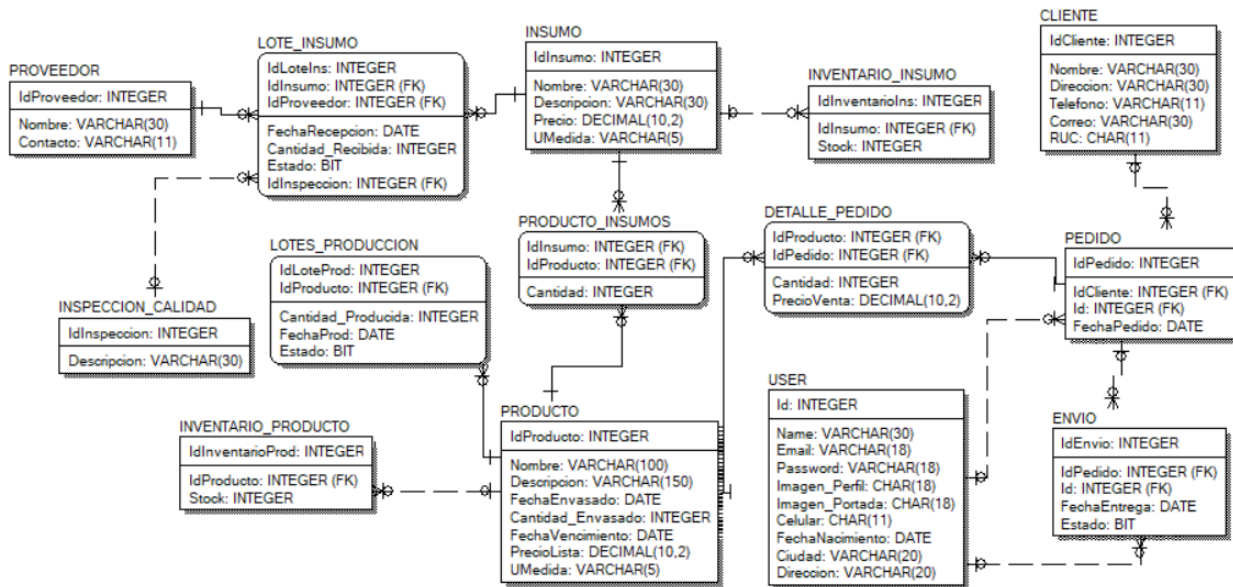 PROVEEDOR
IdProveedor: INTEGER
Nombre: VARCHAR(30)
Contacto: VARCHAR(11)
LOTE_INSUMO
IdLoteIns: INTEGER
IdInsumo: INTEGER (FK)
IdProveedor: INTEGER (FK)
FechaRecepcion: DATE
Cantidad_Recibida: INTEGER
Estado: BIT
IdInspeccion: INTEGER (FK)
INSUMO
IdInsumo: INTEGER
Nombre: VARCHAR(30)
Descripcion: VARCHAR(30)
Precio: DECIMAL(10,2)
UMedida: VARCHAR(5)
INVENTARIO_INSUMO
IdInventarioIns: INTEGER
IdInsumo: INTEGER (FK)
Stock: INTEGER
CLIENTE
IdCliente: INTEGER
Nombre: VARCHAR(30)
Direccion: VARCHAR(30)
Telefono: VARCHAR(11)
Correo: VARCHAR(30)
RUC: CHAR(11)
INSPECCION_CALIDAD
IdInspeccion: INTEGER
Descripcion: VARCHAR(30)
LOTES_PRODUCCION
IdLoteProd: INTEGER
IdProducto: INTEGER (FK)
Cantidad_Producida: INTEGER
FechaProd: DATE
Estado: BIT
PRODUCTO_INSUMOS
IdInsumo: INTEGER (FK)
IdProducto: INTEGER (FK)
Cantidad: INTEGER
DETALLE_PEDIDO
IdProducto: INTEGER (FK)
IdPedido: INTEGER (FK)
Cantidad: INTEGER
PrecioVenta: DECIMAL(10,2)
PEDIDO
IdPedido: INTEGER
IdCliente: INTEGER (FK)
Id: INTEGER (FK)
FechaPedido: DATE
INVENTARIO_PRODUCTO
IdInventarioProd: INTEGER
IdProducto: INTEGER (FK)
Stock: INTEGER
PRODUCTO
IdProducto: INTEGER
Nombre: VARCHAR(100)
Descripcion: VARCHAR(150)
FechaEnvasado: DATE
Cantidad_Envasado: INTEGER
FechaVencimiento: DATE
PrecioLista: DECIMAL(10,2)
UMedida: VARCHAR(5)
USER
Id: INTEGER
Name: VARCHAR(30)
Email: VARCHAR(18)
Password: VARCHAR(18)
Imagen_Perfil: CHAR(18)
Imagen_Portada: CHAR(18)
Celular: CHAR(11)
FechaNacimiento: DATE
Ciudad: VARCHAR(20)
Direccion: VARCHAR(20)
ENVIO
IdEnvio: INTEGER
IdPedido: INTEGER (FK)
Id: INTEGER (FK)
FechaEntrega: DATE
Estado: BIT